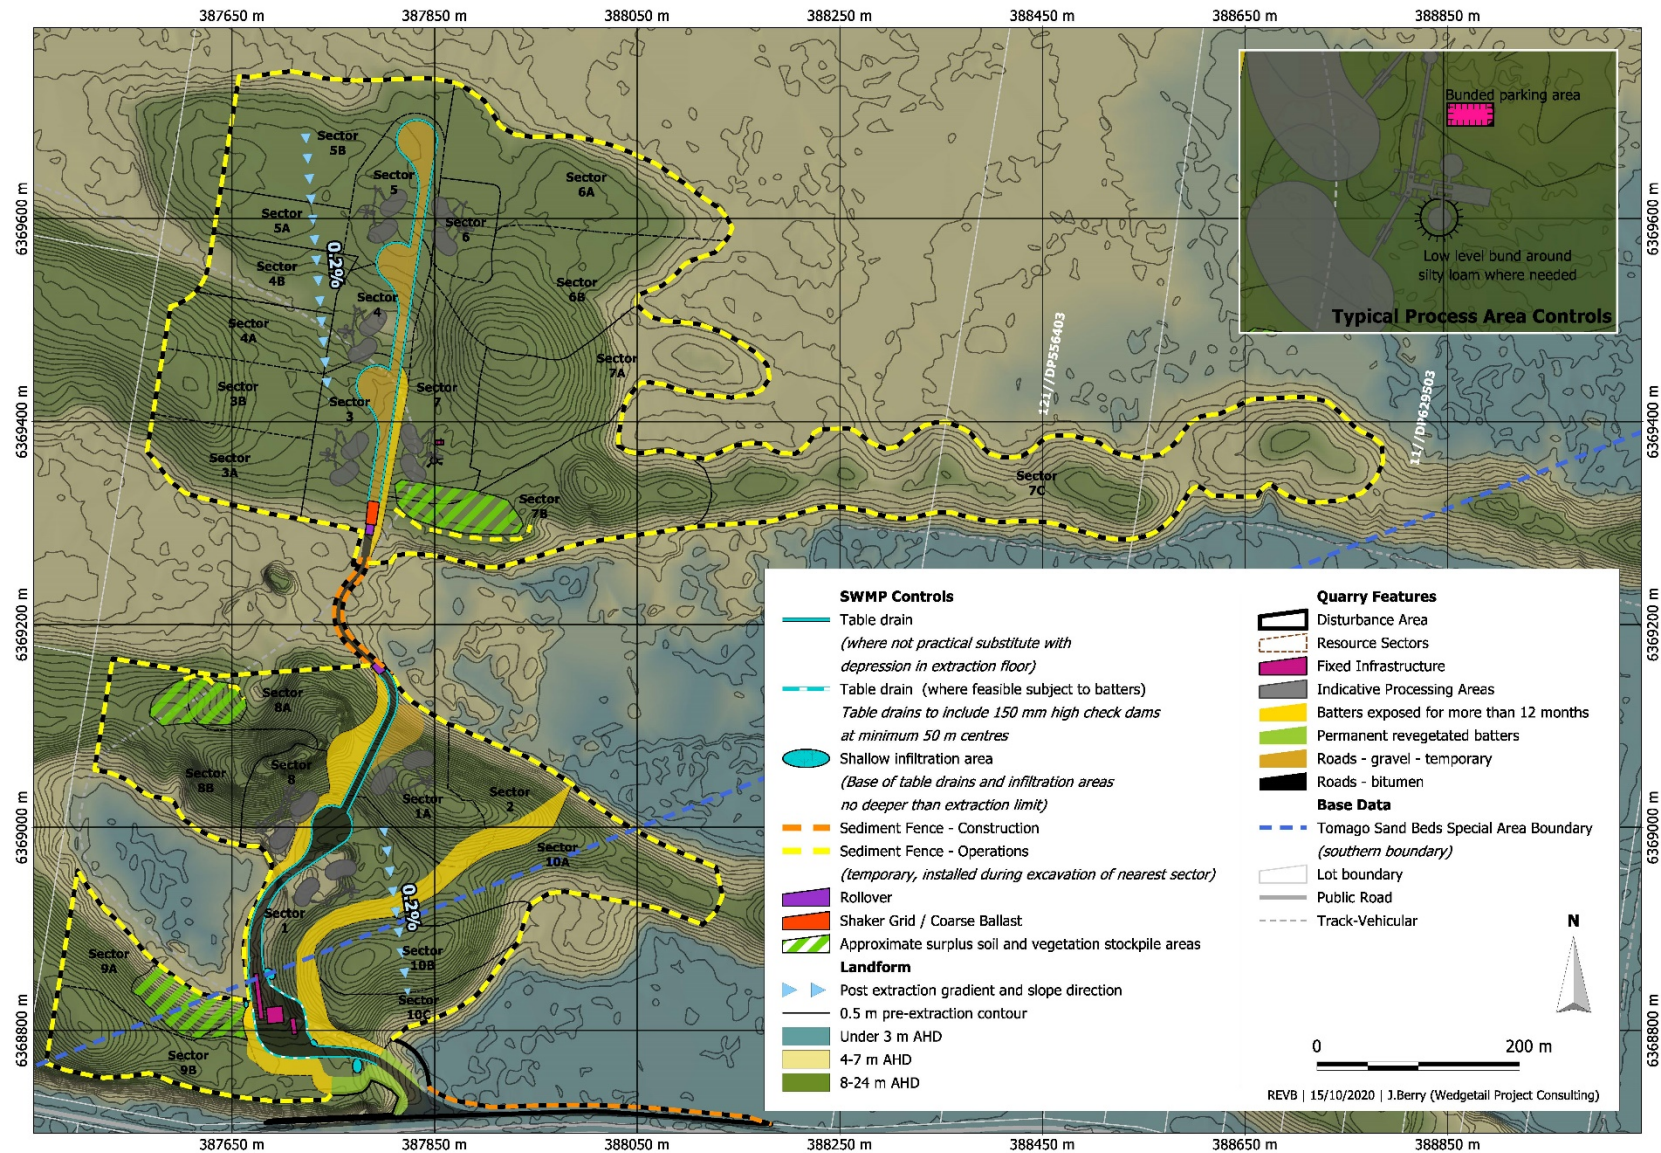 387650 m
387850 m
388050 m
388250 m
388450 m
388650 m
388850 m
6369600 m
6369400 m
6369200 m
6369000 m
6368800 m
6369600 m
6369400 m
6369200 m
6369000 m
6368800 m
Bunded parking area
Low level bund around
silty loam where needed
Typical Process Area Controls
Sector
5B
Sector
5
Sector
6A
Sector
5A
Sector
6
0.2%
Sector
4B
Sector
6B
Sector
4
Sector
4A
Sector
7A
Sector
3B
Sector
7
Sector
3
Sector
3A
Sector
7B
Sector
7C
121//DP556403
11//DP629503
Sector
8A
Sector
8
Sector
8B
Sector
1A
Sector
2
Sector
10A
0.2%
Sector
1
Sector
10B
Sector
9A
Sector
10C
Sector
9B
SWMP Controls
Table drain
(where not practical substitute with
depression in extraction floor)
Table drain (where feasible subject to batters)
Table drains to include 150 mm high check dams
at minimum 50 m centres
Shallow infiltration area
(Base of table drains and infiltration areas
no deeper than extraction limit)
Sediment Fence - Construction
Sediment Fence - Operations
(temporary, installed during excavation of nearest sector)
Rollover
Shaker Grid / Coarse Ballast
Approximate surplus soil and vegetation stockpile areas
Landform
Post extraction gradient and slope direction
0.5 m pre-extraction contour
Under 3 m AHD
4-7 m AHD
8-24 m AHD
Quarry Features
Disturbance Area
Resource Sectors
Fixed Infrastructure
Indicative Processing Areas
Batters exposed for more than 12 months
Permanent revegetated batters
Roads - gravel - temporary
Roads - bitumen
Base Data
Tomago Sand Beds Special Area Boundary
(southern boundary)
Lot boundary
Public Road
Track-Vehicular
N
0
200 m
REVB | 15/10/2020 | J.Berry (Wedgetail Project Consulting)
387650 m
387850 m
388050 m
388250 m
388450 m
388650 m
388850 m